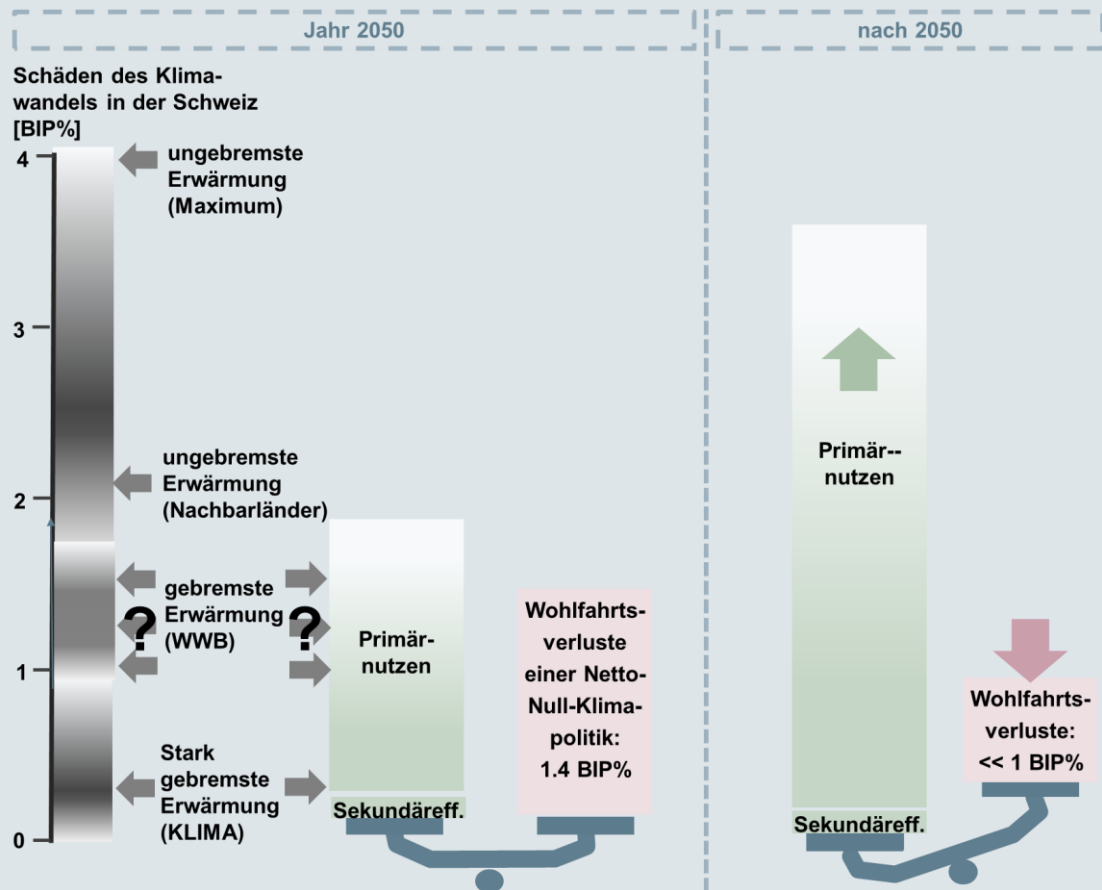 Jahr 2050
nach 2050
Schäden des Klima-
wandels in der Schweiz
[BIP%]
4
3
2
1
0
ungebremste
Erwärmung
(Maximum)
ungebremste
Erwärmung
(Nachbarländer)
gebremste
Erwärmung
(WWB)
?
?
Stark
gebremste
Erwärmung
(KLIMA)
Primär-
nutzen
Sekundäreff.
Wohlfahrts-
verluste
einer Netto-
Null-Klima-
politik:
1.4 BIP%
Primär--
nutzen
Sekundäreff.
Wohlfahrts-
verluste:
<< 1 BIP%